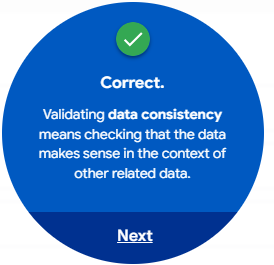 Correct.
Validating data consistency
means checking that the data
makes sense in the context of
other related data.
Next